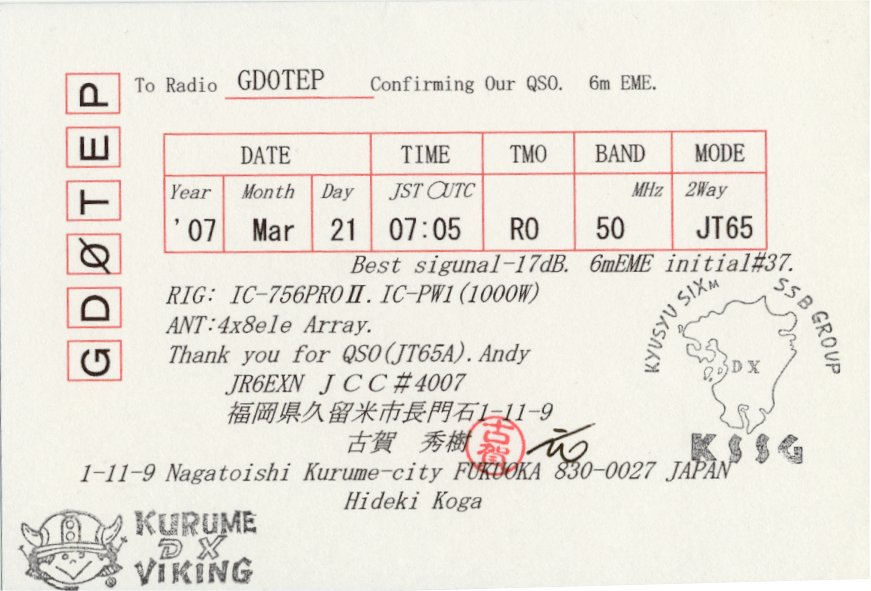 To Radio GD0TEP Confirming Our QSO. 6m EME.
GDØTEP
DATE TIME TMO BAND MODE
Year Month Day JST UTC MHz 2Way
'07 Mar 21 07:05 RO 50 JT65
Best sigunal-17dB. 6mEME initial#37.
RIG: IC-756PROⅡ.IC-PW1(1000W)
ANT:4x8ele Array.
Thank you for QSO(JT65A).Andy
JR6EXN ＪＣＣ＃4007
福岡県久留米市長門石1-11-9
古賀 秀樹
古賀
1-11-9 Nagatoishi Kurume-city FUKUOKA 830-0027 JAPAN
Hideki Koga
KYUSYU SIXM SSB GROUP
DX
KSSG
KURUME
DX
VIKING